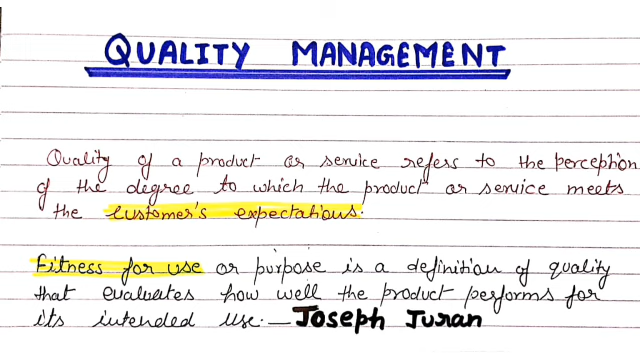 QUALITY MANAGEMENT
Quality of a product or service refers to the perception
of the degree to which the product or service meets
the customer's expectations.
Fitness for use or purpose is a definition of quality
that evaluates how well the product performs for
its intended use. — Joseph Juran